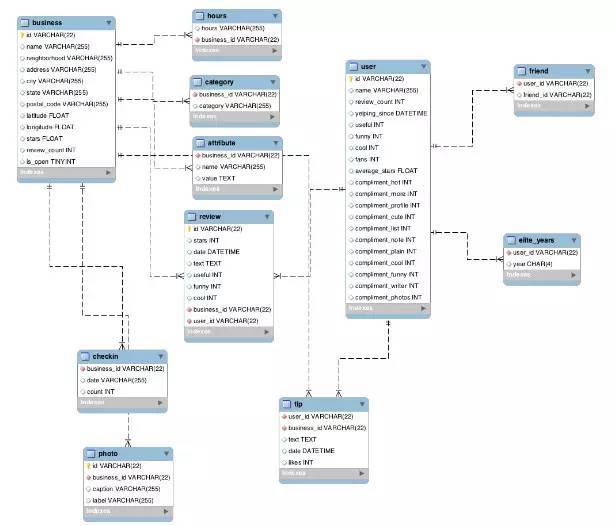 business
id VARCHAR(22)
name VARCHAR(255)
neighborhood VARCHAR(255)
address VARCHAR(255)
city VARCHAR(255)
state VARCHAR(255)
postal_code VARCHAR(255)
latitude FLOAT
longitude FLOAT
stars FLOAT
review_count INT
is_open TINYINT
Indexes
hours
hours VARCHAR(255)
business_id VARCHAR(22)
Indexes
category
business_id VARCHAR(22)
category VARCHAR(255)
Indexes
attribute
business_id VARCHAR(22)
name VARCHAR(255)
value TEXT
Indexes
review
id VARCHAR(22)
stars INT
date DATETIME
text TEXT
useful INT
funny INT
cool INT
business_id VARCHAR(22)
user_id VARCHAR(22)
Indexes
user
id VARCHAR(22)
name VARCHAR(255)
review_count INT
yelping_since DATETIME
useful INT
funny INT
cool INT
fans INT
average_stars FLOAT
compliment_hot INT
compliment_more INT
compliment_profile INT
compliment_cute INT
compliment_list INT
compliment_note INT
compliment_plain INT
compliment_cool INT
compliment_funny INT
compliment_writer INT
compliment_photos INT
Indexes
friend
user_id VARCHAR(22)
friend_id VARCHAR(22)
Indexes
elite_years
user_id VARCHAR(22)
year CHAR(4)
Indexes
checkin
business_id VARCHAR(22)
date VARCHAR(255)
count INT
Indexes
photo
id VARCHAR(22)
business_id VARCHAR(22)
caption VARCHAR(255)
label VARCHAR(255)
Indexes
tip
user_id VARCHAR(22)
business_id VARCHAR(22)
text TEXT
date DATETIME
likes INT
Indexes